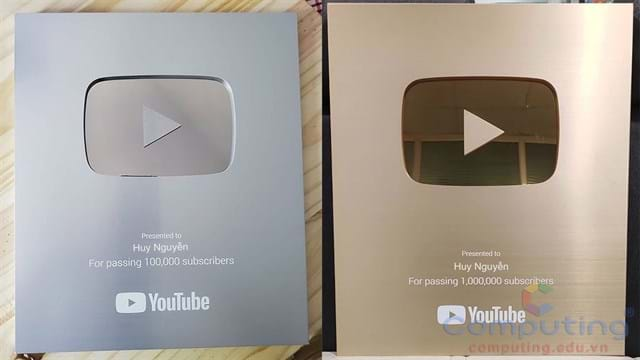 Presented to
Huy Nguyễn
For passing 100,000 subscribers
YouTube
Presented to
Huy Nguyễn
For passing 1,000,000 subscribers
YouTube
Computing
computing.edu.vn